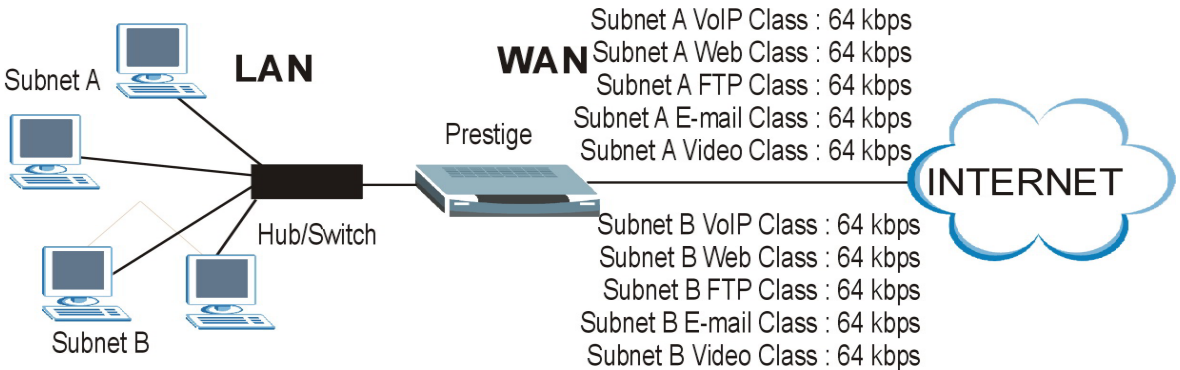 Subnet A
LAN
Hub/Switch
Subnet B
Prestige
WAN
Subnet A VoIP Class : 64 kbps
Subnet A Web Class : 64 kbps
Subnet A FTP Class : 64 kbps
Subnet A E-mail Class : 64 kbps
Subnet A Video Class : 64 kbps
INTERNET
Subnet B VoIP Class : 64 kbps
Subnet B Web Class : 64 kbps
Subnet B FTP Class : 64 kbps
Subnet B E-mail Class : 64 kbps
Subnet B Video Class : 64 kbps